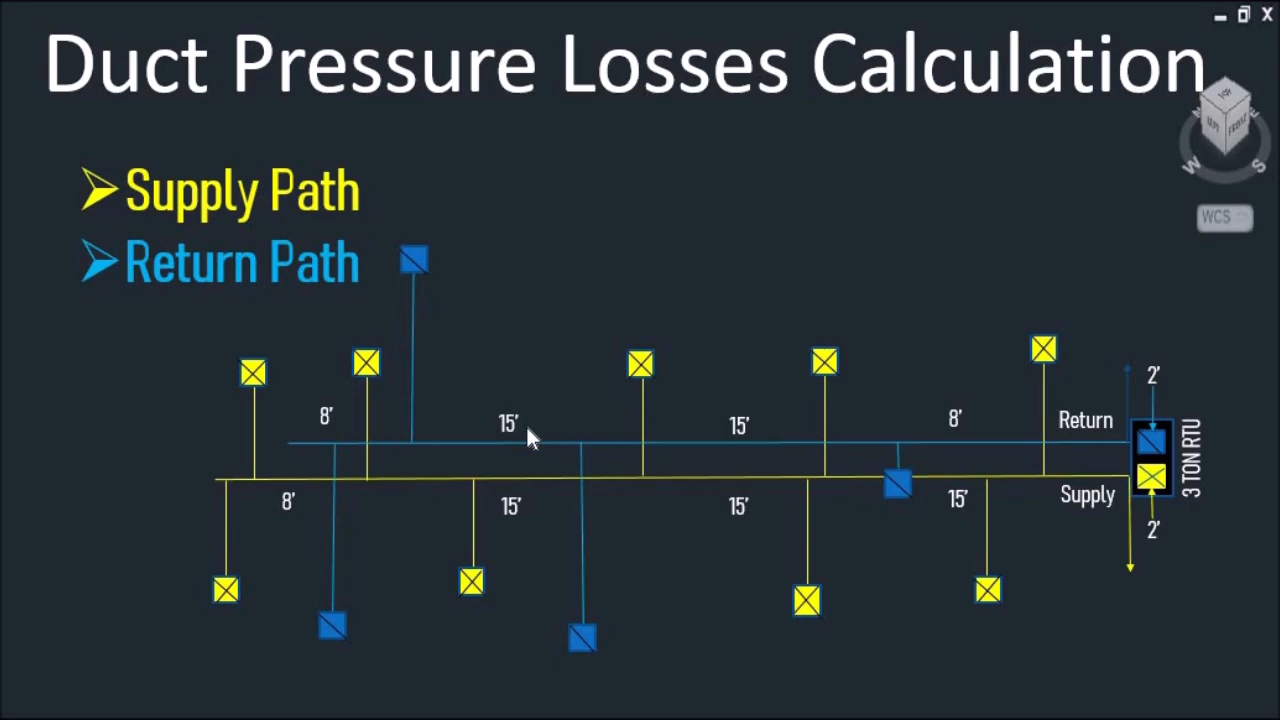 Duct Pressure Losses Calculation
Supply Path
Return Path
WCS
W
S
2'
8'
15'
15'
8'
Return
3 TON RTU
8'
15'
15'
15'
Supply
2'